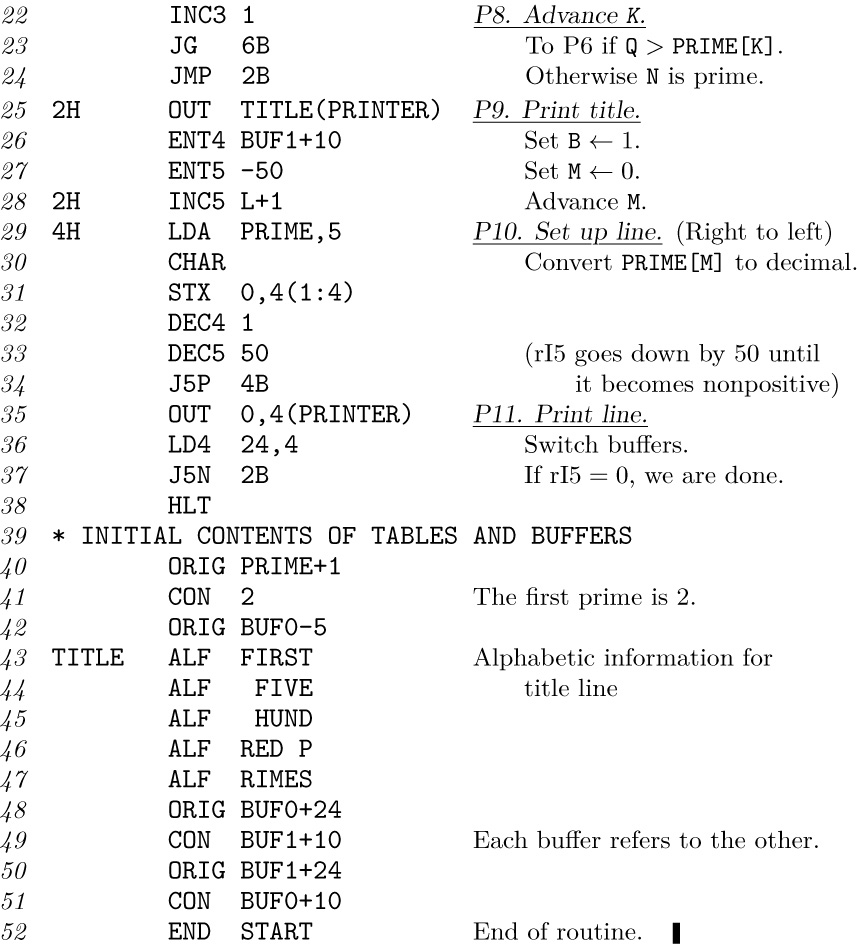 22 INC3 1 P8. Advance K.
23 JG 6B To P6 if Q > PRIME[K].
24 JMP 2B Otherwise N is prime.
25 2H OUT TITLE(PRINTER) P9. Print title.
26 ENT4 BUF1+10 Set B ← 1.
27 ENT5 -50 Set M ← 0.
28 2H INC5 L+1 Advance M.
29 4H LDA PRIME,5 P10. Set up line. (Right to left)
30 CHAR Convert PRIME[M] to decimal.
31 STX 0,4(1:4)
32 DEC4 1
33 DEC5 50 (rI5 goes down by 50 until
34 J5P 4B it becomes nonpositive)
35 OUT 0,4(PRINTER) P11. Print line.
36 LD4 24,4 Switch buffers.
37 J5N 2B If rI5 = 0, we are done.
38 HLT
39 * INITIAL CONTENTS OF TABLES AND BUFFERS
40 ORIG PRIME+1
41 CON 2 The first prime is 2.
42 ORIG BUF0-5
43 TITLE ALF FIRST Alphabetic information for
44 ALF  FIVE title line
45 ALF  HUND
46 ALF RED P
47 ALF RIMES
48 ORIG BUF0+24
49 CON BUF1+10 Each buffer refers to the other.
50 ORIG BUF1+24
51 CON BUF0+10
52 END START End of routine. ▮